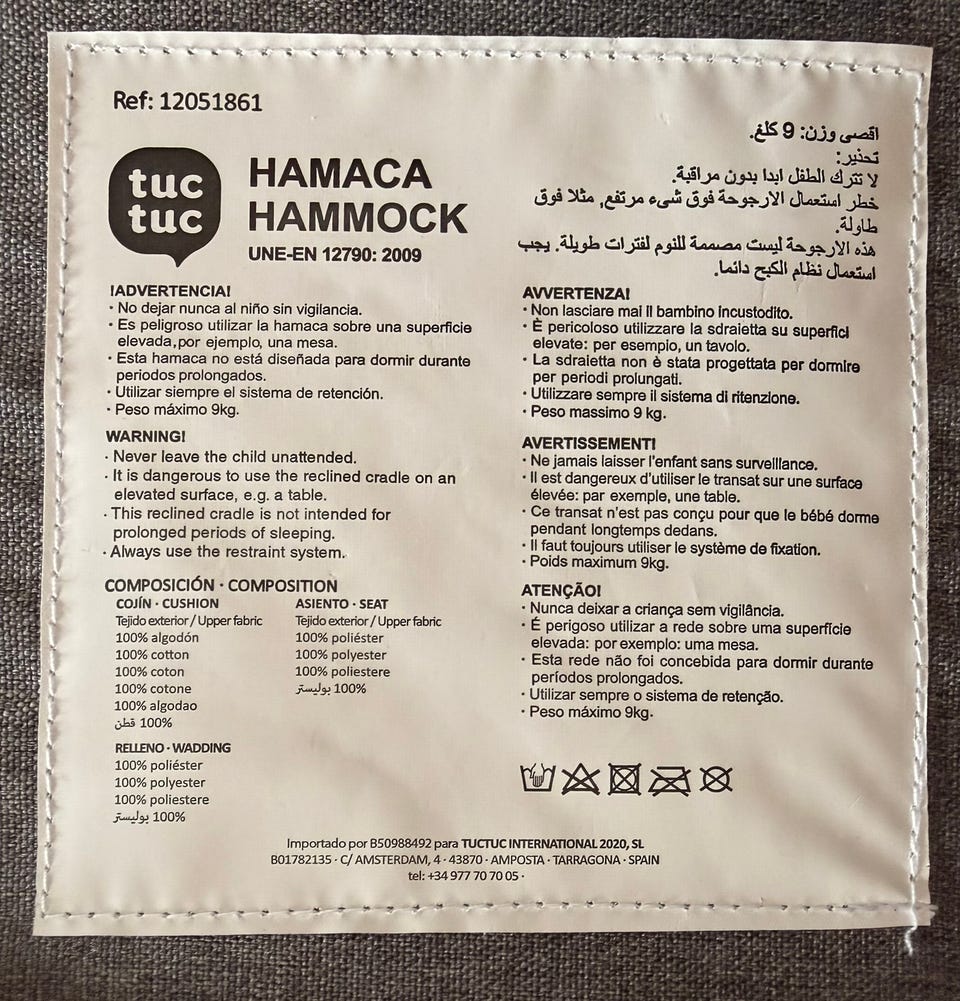 Ref: 12051861
tuc
tuc
HAMACA
HAMMOCK
UNE-EN 12790: 2009
اقصى وزن: 9 كلغ.
تحذير:
لا تترك الطفل ابدا بدون مراقبة.
خطر استعمال الارجوحة فوق شيء مرتفع, مثلا فوق
طاولة.
هذه الارجوحة ليست مصممة للنوم لفترات طويلة. يجب
استعمال نظام الكبح دائما.
!ADVERTENCIA!
· No dejar nunca al niño sin vigilancia.
· Es peligroso utilizar la hamaca sobre una superficie
elevada,por ejemplo, una mesa.
· Esta hamaca no está diseñada para dormir durante
periodos prolongados.
· Utilizar siempre el sistema de retención.
· Peso máximo 9kg.
WARNING!
· Never leave the child unattended.
· It is dangerous to use the reclined cradle on an
elevated surface, e.g. a table.
· This reclined cradle is not intended for
prolonged periods of sleeping.
· Always use the restraint system.
COMPOSICIÓN · COMPOSITION
COJÍN · CUSHION
Tejido exterior / Upper fabric
100% algodón
100% cotton
100% coton
100% cotone
100% algodao
100% قطن
ASIENTO · SEAT
Tejido exterior / Upper fabric
100% poliéster
100% polyester
100% poliestere
100% بوليستر
RELLENO · WADDING
100% poliéster
100% polyester
100% poliestere
100% بوليستر
AVVERTENZA!
· Non lasciare mai il bambino incustodito.
· È pericoloso utilizzare la sdraietta su superfici
elevate: per esempio, un tavolo.
· La sdraietta non è stata progettata per dormire
per periodi prolungati.
· Utilizzare sempre il sistema di ritenzione.
· Peso massimo 9 kg.
AVERTISSEMENT!
· Ne jamais laisser l'enfant sans surveillance.
· Il est dangereux d'utiliser le transat sur une surface
élevée: par exemple, une table.
· Ce transat n'est pas conçu pour que le bébé dorme
pendant longtemps dedans.
· Il faut toujours utiliser le système de fixation.
· Poids maximum 9kg.
ATENÇÃO!
· Nunca deixar a criança sem vigilância.
· É perigoso utilizar a rede sobre uma superfície
elevada: por exemplo: uma mesa.
· Esta rede não foi concebida para dormir durante
períodos prolongados.
· Utilizar sempre o sistema de retenção.
· Peso máximo 9kg.
Importado por B50988492 para TUCTUC INTERNATIONAL 2020, SL
B01782135 · C/ AMSTERDAM, 4 · 43870 · AMPOSTA · TARRAGONA · SPAIN
tel: +34 977 70 70 05 ·